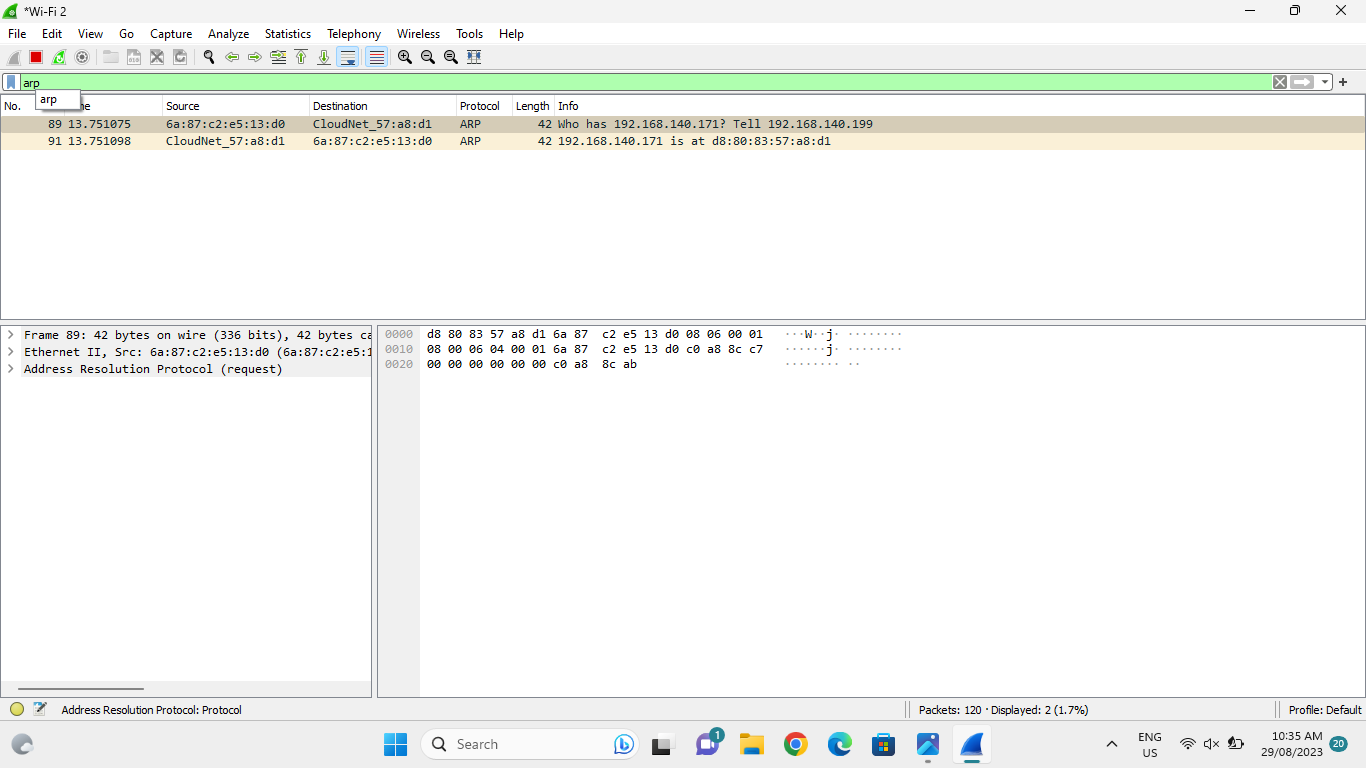 *Wi-Fi 2
File Edit View Go Capture Analyze Statistics Telephony Wireless Tools Help
arp
arp
No. Source Destination Protocol Length Info
89 13.751075 6a:87:c2:e5:13:d0 CloudNet_57:a8:d1 ARP 42 Who has 192.168.140.171? Tell 192.168.140.199
91 13.751098 CloudNet_57:a8:d1 6a:87:c2:e5:13:d0 ARP 42 192.168.140.171 is at d8:80:83:57:a8:d1
Frame 89: 42 bytes on wire (336 bits), 42 bytes ca
Ethernet II, Src: 6a:87:c2:e5:13:d0 (6a:87:c2:e5:1
Address Resolution Protocol (request)
0000 d8 80 83 57 a8 d1 6a 87 c2 e5 13 d0 08 06 00 01 ···W··j· ········
0010 08 00 06 04 00 01 6a 87 c2 e5 13 d0 c0 a8 8c c7 ······j· ········
0020 00 00 00 00 00 00 c0 a8 8c ab ········ ··
Address Resolution Protocol: Protocol
Packets: 120 · Displayed: 2 (1.7%)
Profile: Default
Search
1
ENG
US
10:35 AM
29/08/2023
20